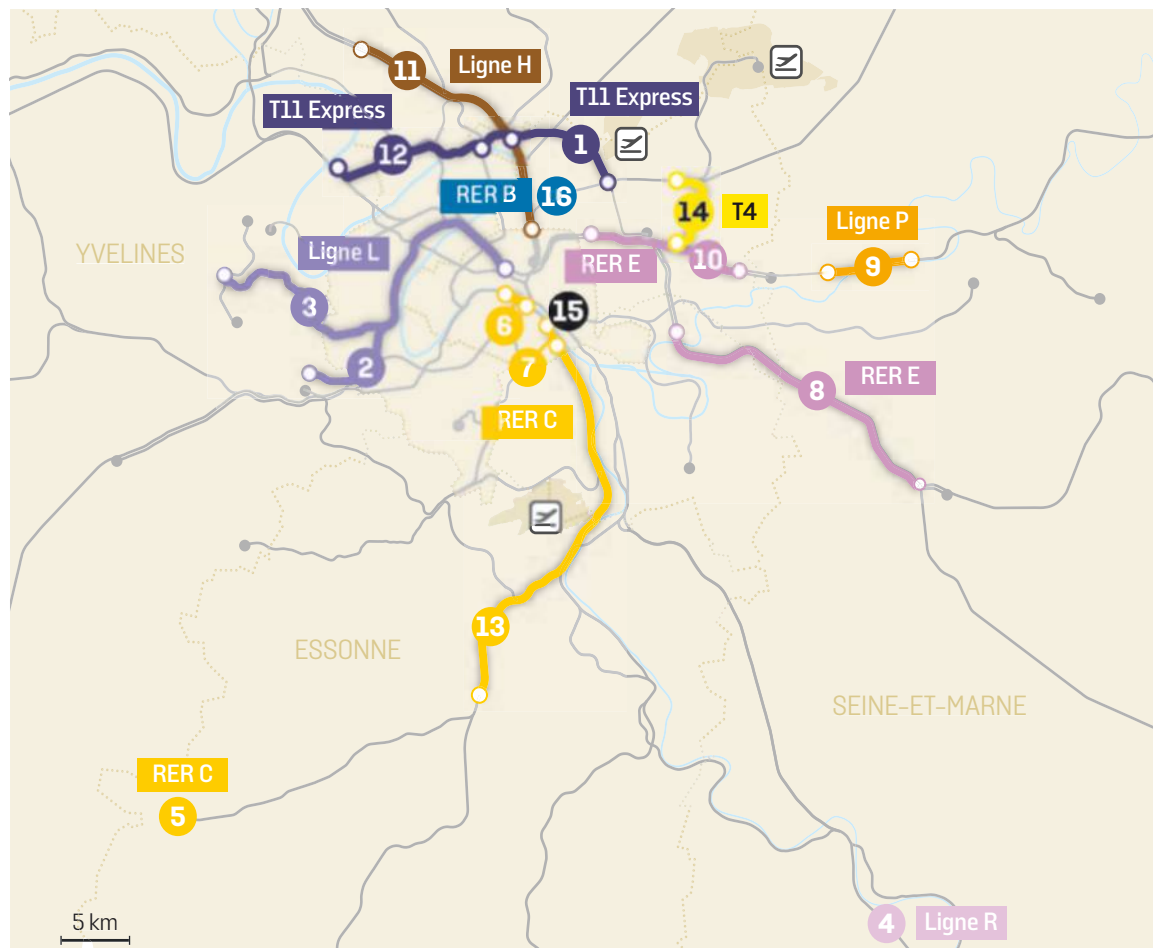 11
Ligne H
T11 Express
T11 Express
1
12
RER B
16
14
T4
YVELINES
Ligne L
Ligne P
RER E
10
9
3
15
6
2
7
8
RER E
RER C
13
ESSONNE
SEINE-ET-MARNE
RER C
5
5 km
4
Ligne R